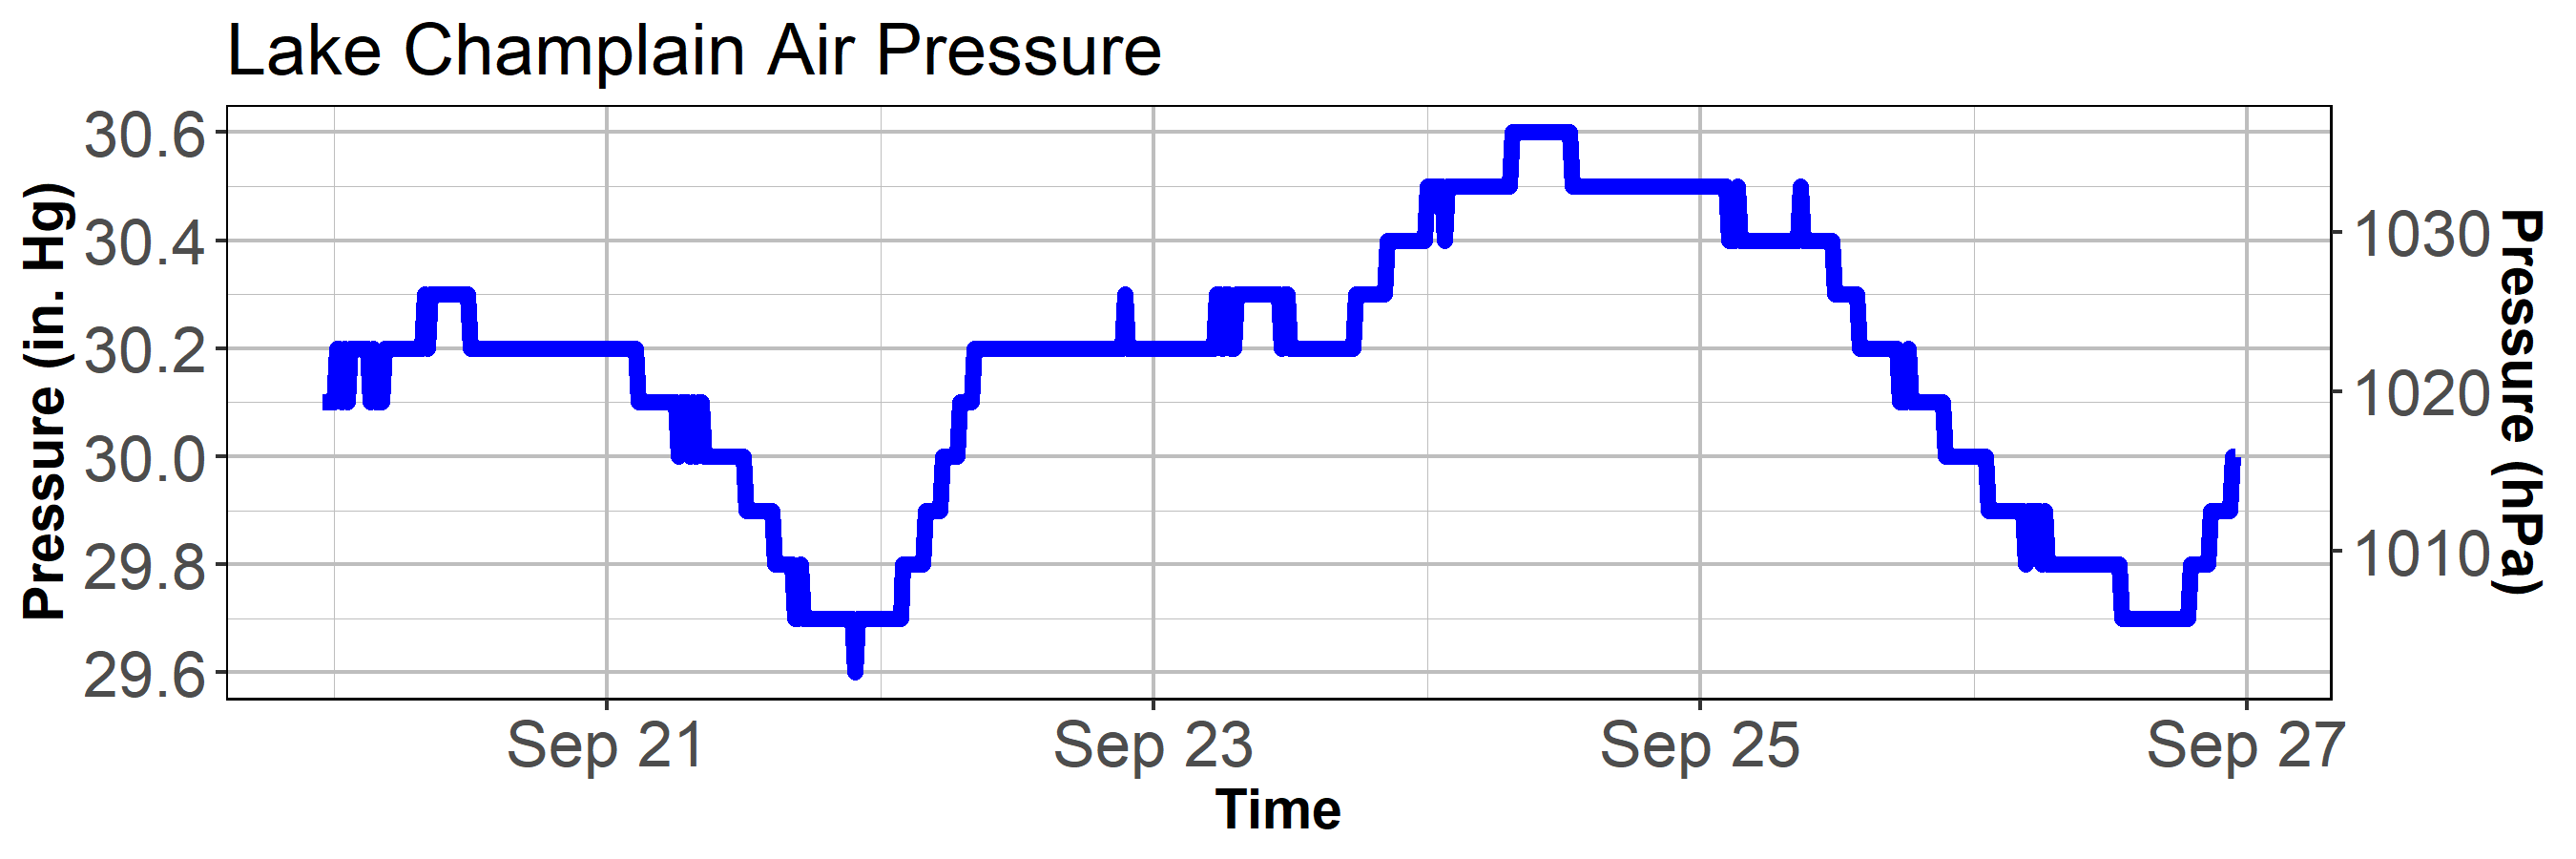 Lake Champlain Air Pressure
Pressure (in. Hg)
30.6
30.4
30.2
30.0
29.8
29.6
1030
1020
1010
Pressure (hPa)
Sep 21
Sep 23
Sep 25
Sep 27
Time